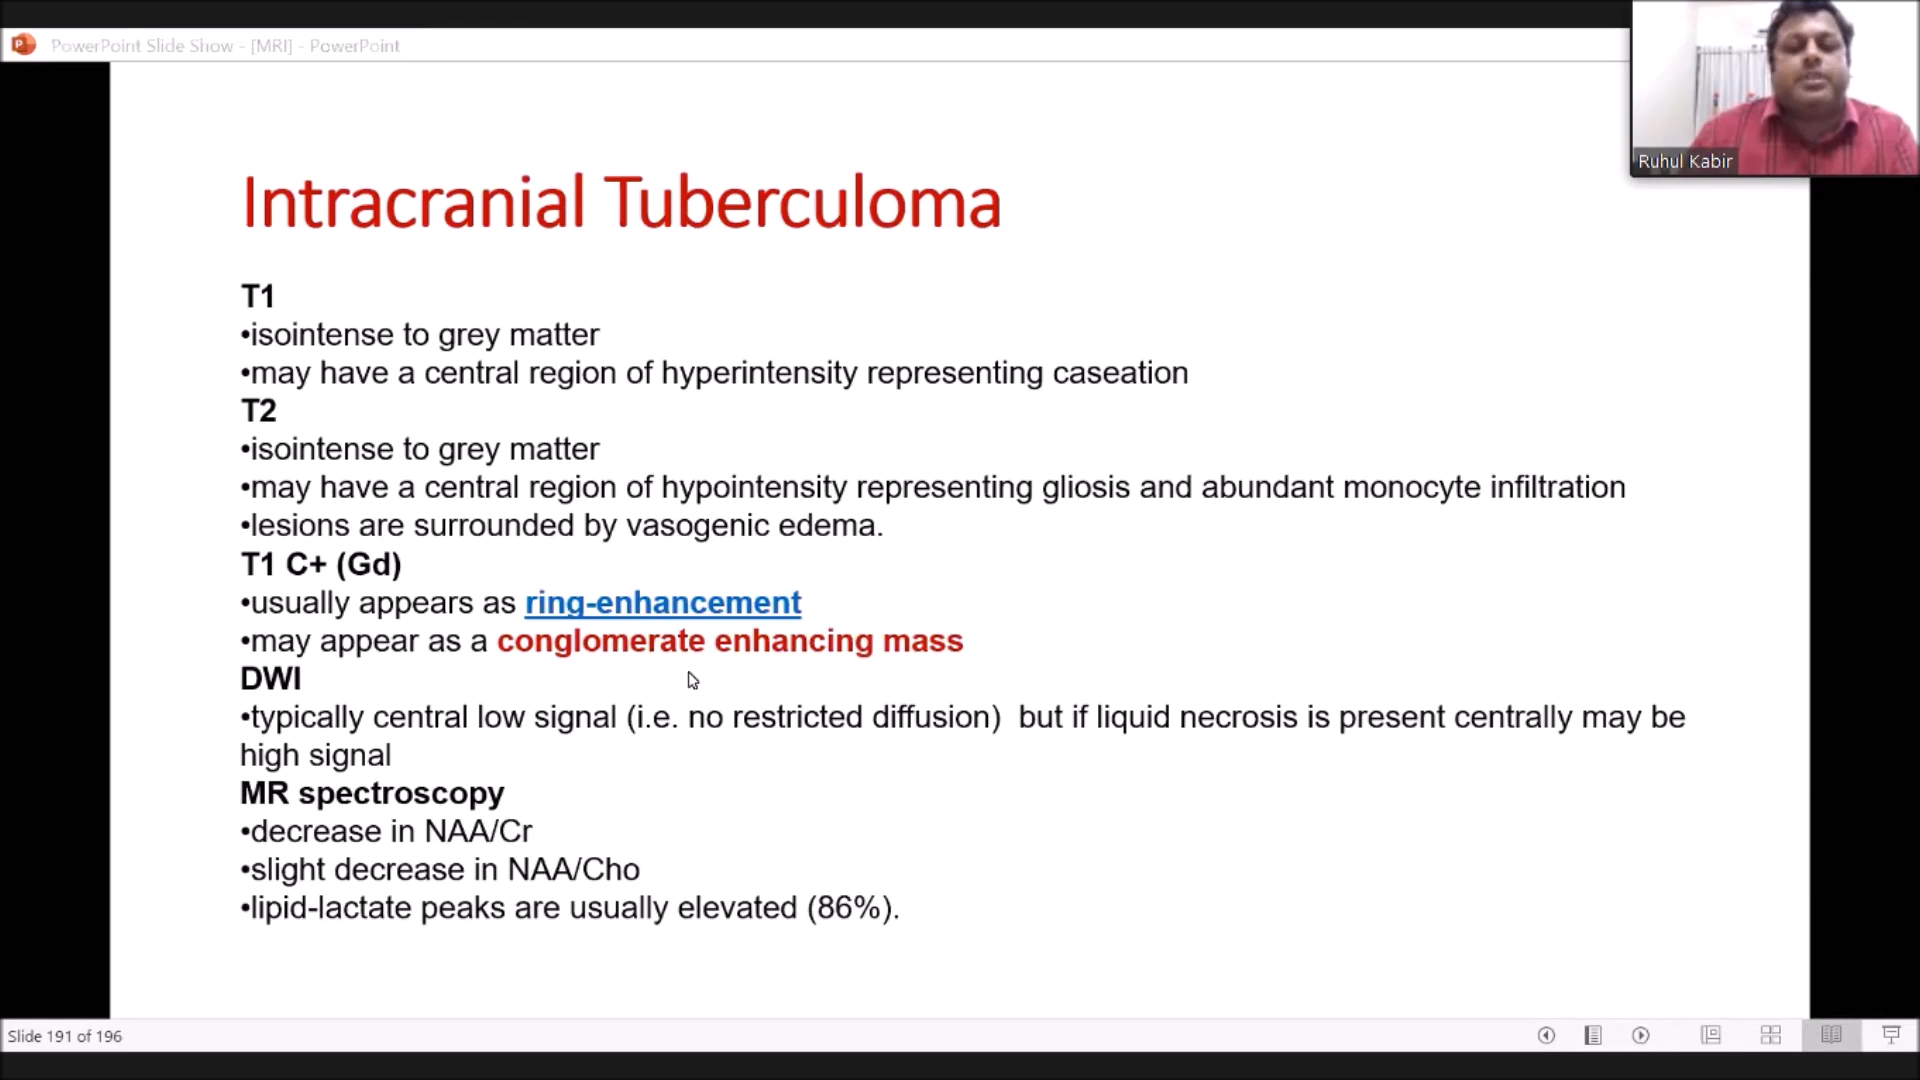 PowerPoint Slide Show - [MRI] - PowerPoint
Ruhul Kabir
Intracranial Tuberculoma
T1
•isointense to grey matter
•may have a central region of hyperintensity representing caseation
T2
•isointense to grey matter
•may have a central region of hypointensity representing gliosis and abundant monocyte infiltration
•lesions are surrounded by vasogenic edema.
T1 C+ (Gd)
•usually appears as ring-enhancement
•may appear as a conglomerate enhancing mass
DWI
•typically central low signal (i.e. no restricted diffusion)  but if liquid necrosis is present centrally may be
high signal
MR spectroscopy
•decrease in NAA/Cr
•slight decrease in NAA/Cho
•lipid-lactate peaks are usually elevated (86%).
Slide 191 of 196